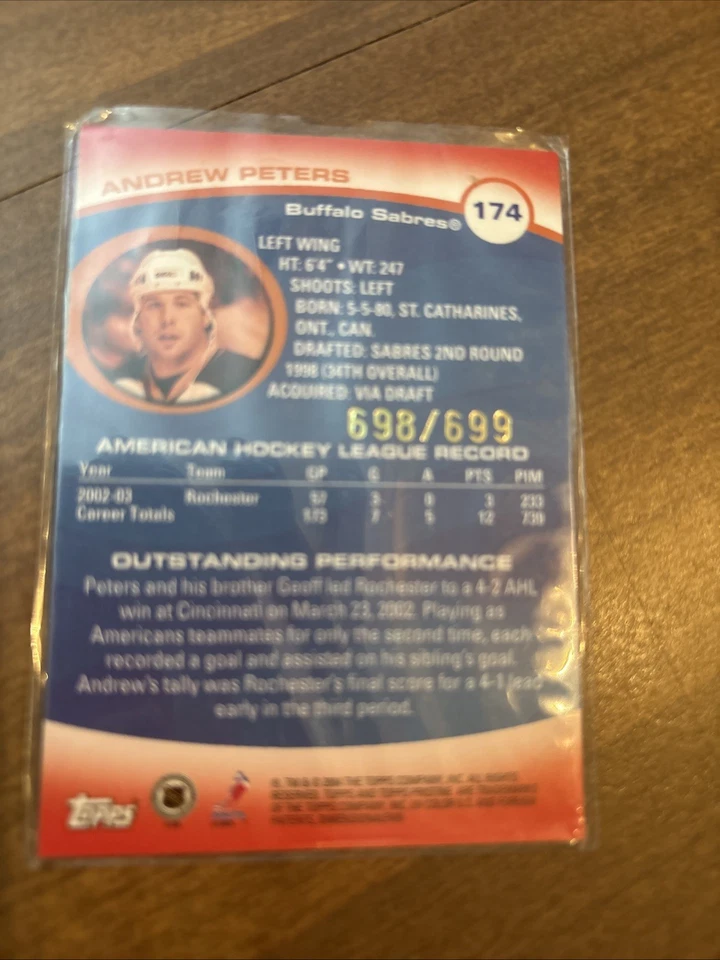 ANDREW PETERS
Buffalo Sabres®
174
LEFT WING
HT: 6'4" • WT: 247
SHOOTS: LEFT
BORN: 5-5-80, ST. CATHARINES,
ONT., CAN.
DRAFTED: SABRES 2ND ROUND
1998 (34TH OVERALL)
ACQUIRED: VIA DRAFT
698/699
AMERICAN HOCKEY LEAGUE RECORD
Year Team GP G A PTS PIM
2002-03 Rochester 57 3 0 3 233
Career Totals 173 7 5 12 739
OUTSTANDING PERFORMANCE
Peters and his brother Geoff led Rochester to a 4-2 AHL
win at Cincinnati on March 23, 2002. Playing as
Americans teammates for only the second time, each
recorded a goal and assisted on his sibling's goal.
Andrew's tally was Rochester's final score for a 4-1 lead
early in the third period.
Topps